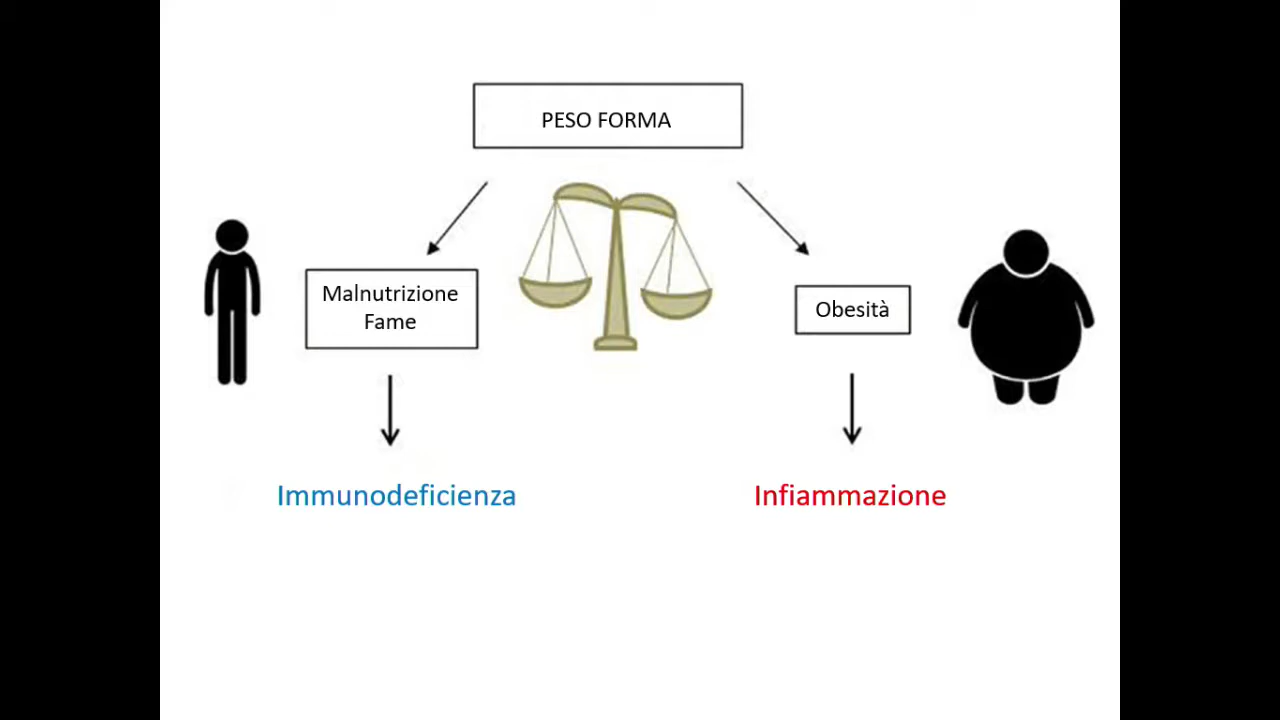 PESO FORMA
Malnutrizione
Fame
Obesità
Immunodeficienza
Infiammazione